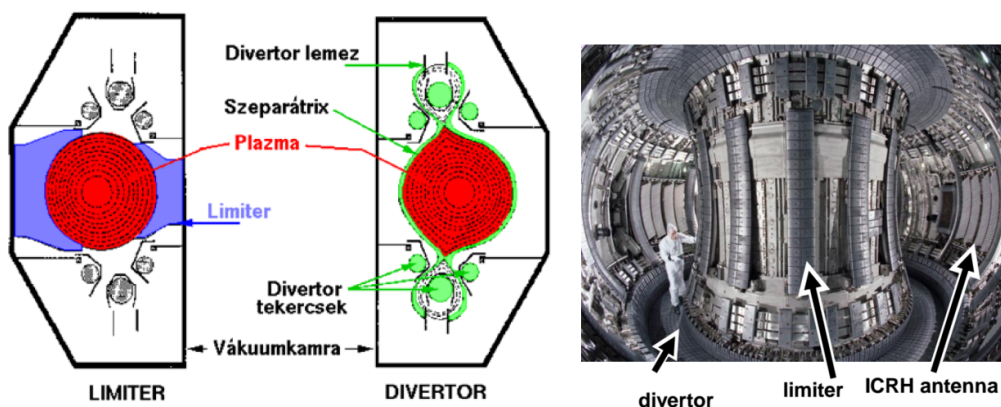 Divertor lemez
Szeparátrix
Plazma
Limiter
Divertor
tekercsek
Vákuumkamra
LIMITER
DIVERTOR
divertor
limiter
ICRH antenna